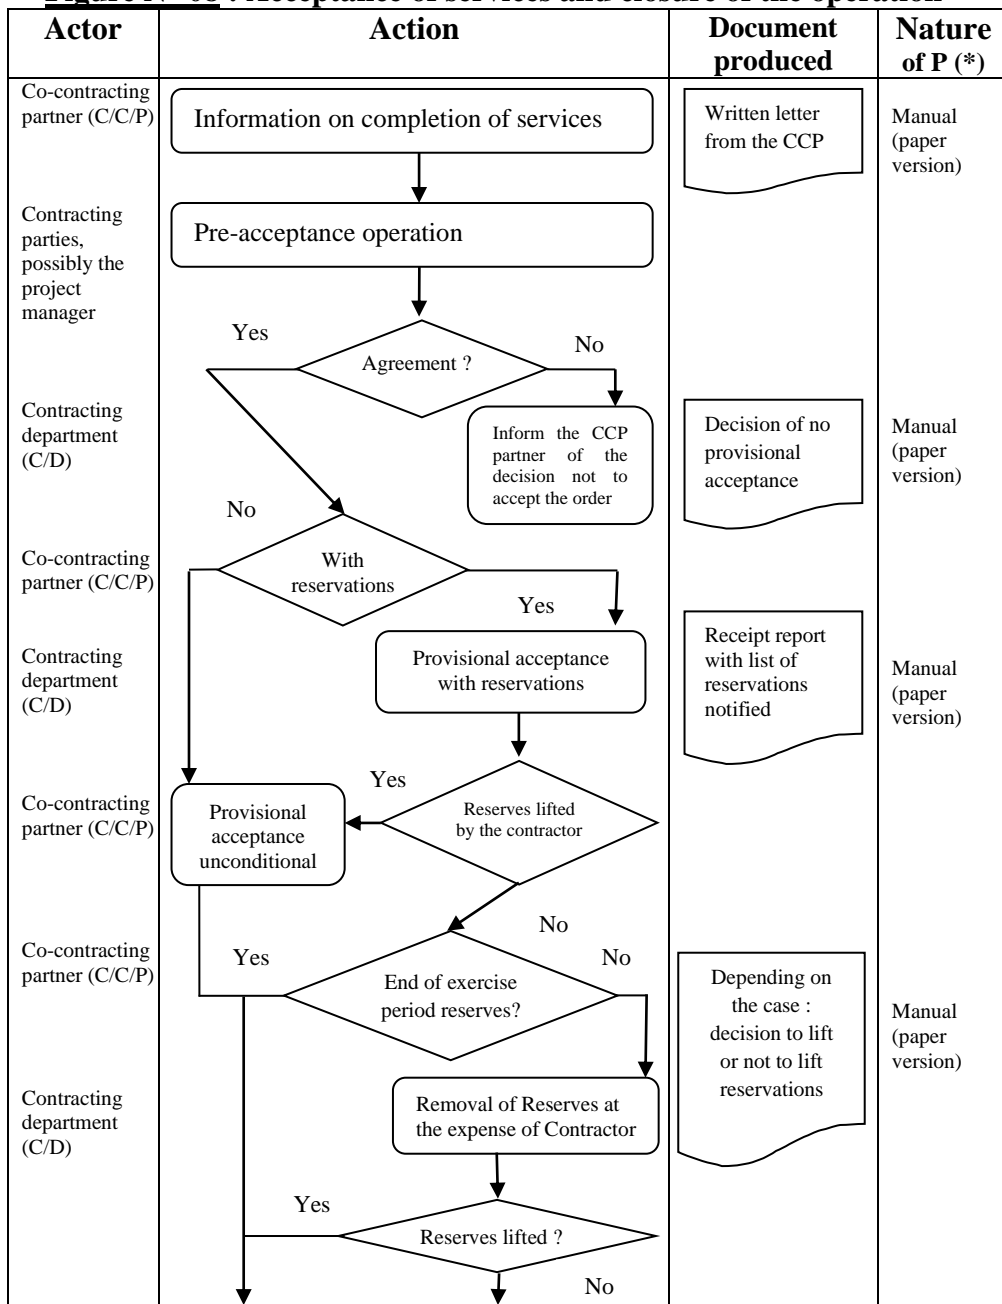 : Acceptance of services and closure of the operation
Actor
Action
Document
produced
Nature
of P (*)
Co-contracting
partner (C/C/P)
Information on completion of services
Written letter
from the CCP
Manual
(paper
version)
Contracting
parties,
possibly the
project
manager
Pre-acceptance operation
Yes
Agreement ?
No
Contracting
department
(C/D)
Inform the CCP
partner of the
decision not to
accept the order
Decision of no
provisional
acceptance
Manual
(paper
version)
No
Co-contracting
partner (C/C/P)
With
reservations
Yes
Contracting
department
(C/D)
Provisional acceptance
with reservations
Receipt report
with list of
reservations
notified
Manual
(paper
version)
Yes
Co-contracting
partner (C/C/P)
Provisional
acceptance
unconditional
Reserves lifted
by the contractor
No
Co-contracting
partner (C/C/P)
Yes
No
End of exercise
period reserves?
Depending on
the case :
decision to lift
or not to lift
reservations
Manual
(paper
version)
Contracting
department
(C/D)
Removal of Reserves at
the expense of Contractor
Yes
Reserves lifted ?
No